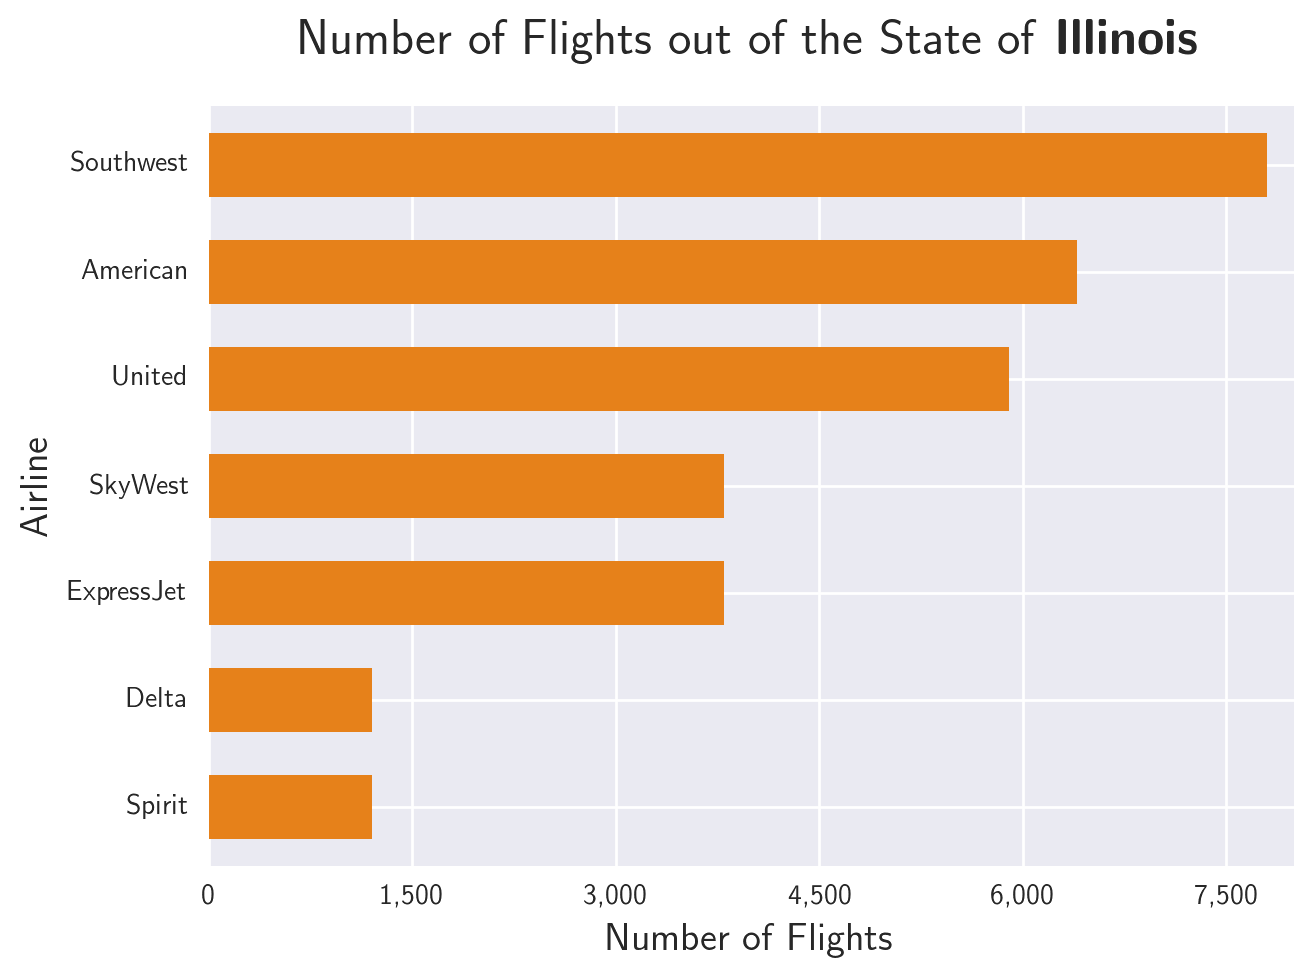 Number of Flights out of the State of Illinois
Southwest
American
United
SkyWest
ExpressJet
Delta
Spirit
Airline
0 1,500 3,000 4,500 6,000 7,500
Number of Flights